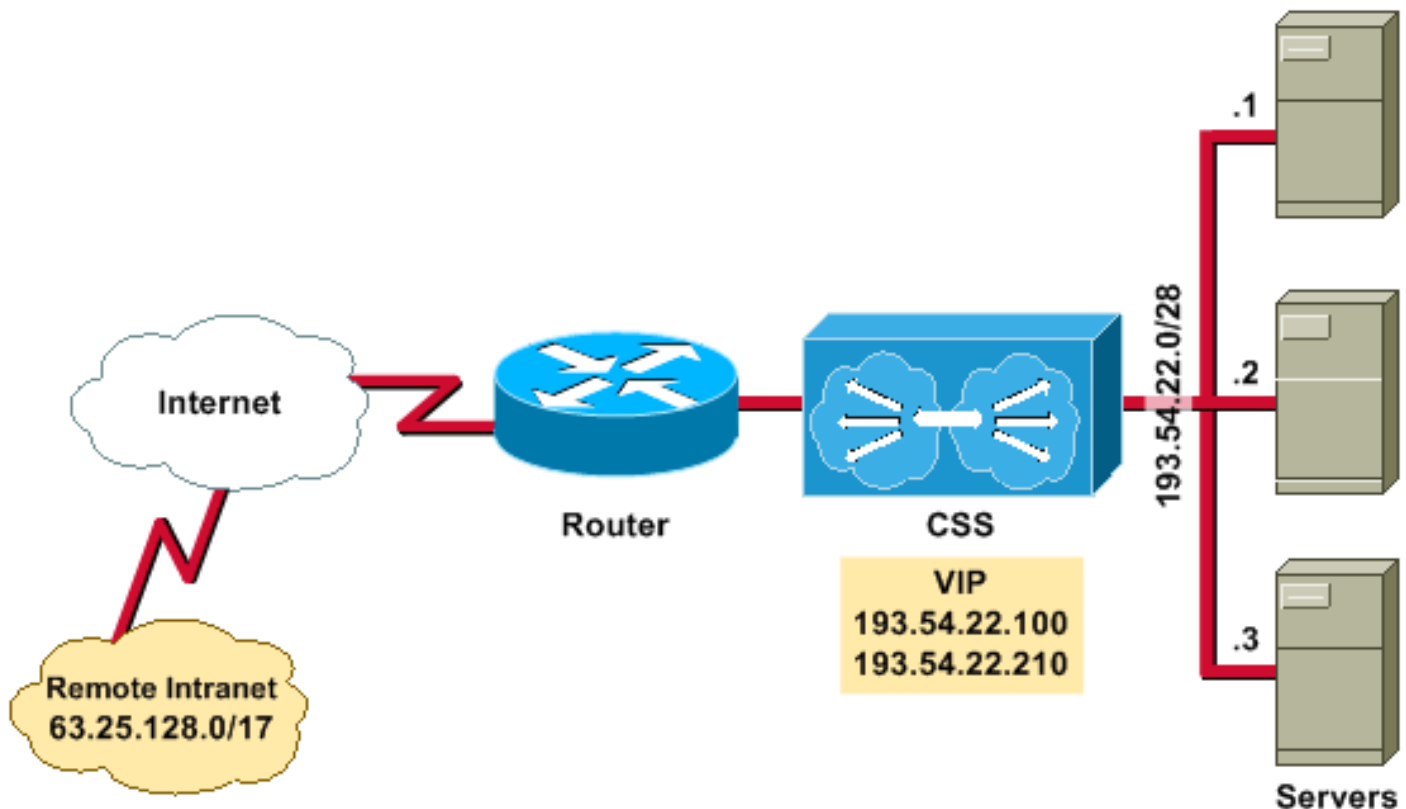 .1
193.54.22.0/28
.2
Internet
Router
CSS
VIP
193.54.22.100
193.54.22.210
.3
Remote Intranet
63.25.128.0/17
Servers